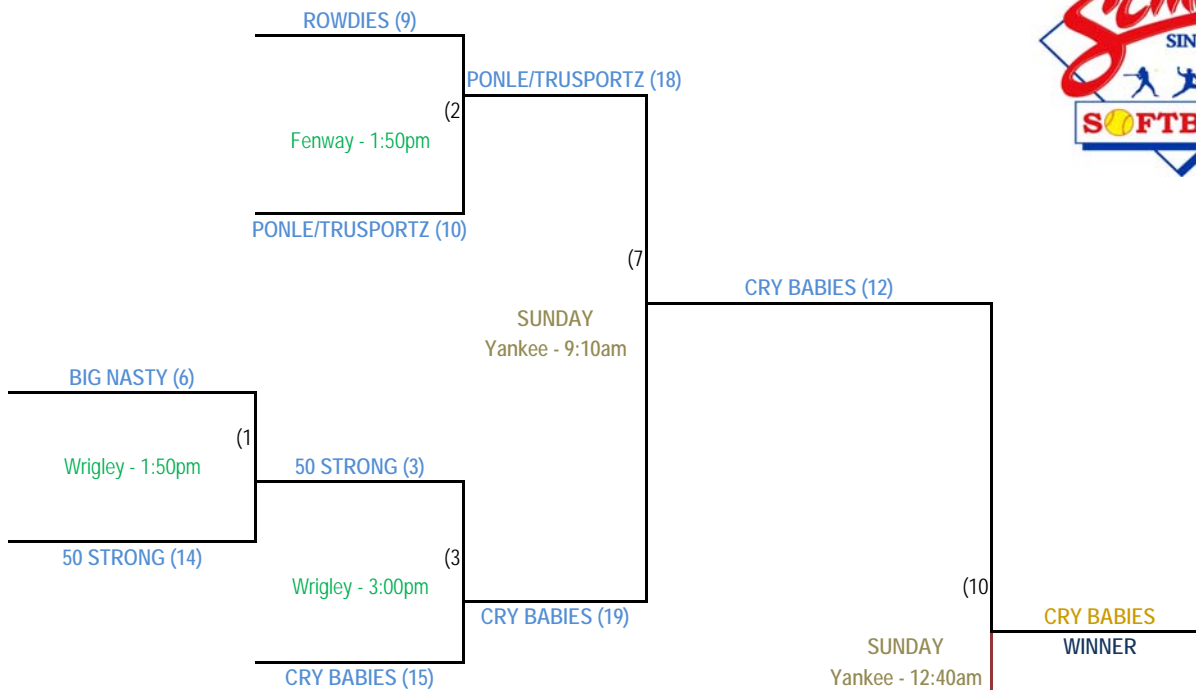 ROWDIES (9)
SIN
PONLE/TRUSPORTZ (18)
(2
SOFTB
Fenway - 1:50pm
PONLE/TRUSPORTZ (10)
(7
CRY BABIES (12)
SUNDAY
Yankee - 9:10am
BIG NASTY (6)
(1
Wrigley - 1:50pm
50 STRONG (3)
50 STRONG (14)
(3
Wrigley - 3:00pm
(10
CRY BABIES (19)
CRY BABIES
WINNER
SUNDAY
Yankee - 12:40am
CRY BABIES (15)